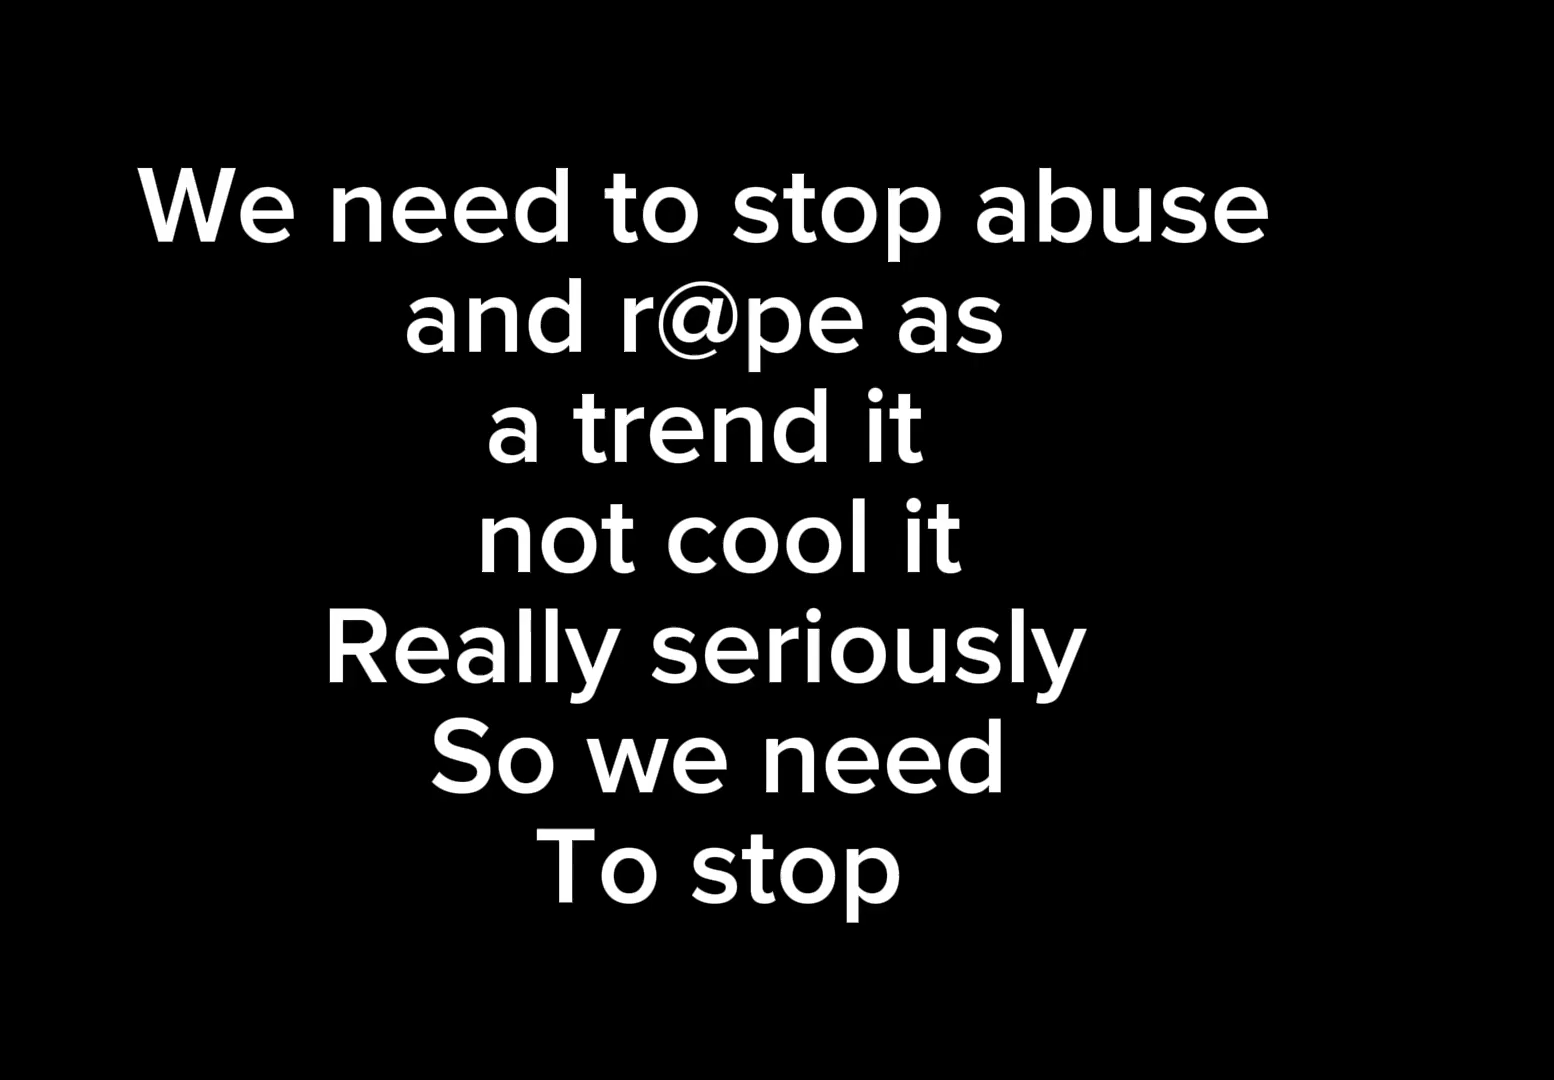 We need to stop abuse
and r@pe as
a trend it
not cool it
Really seriously
So we need
To stop